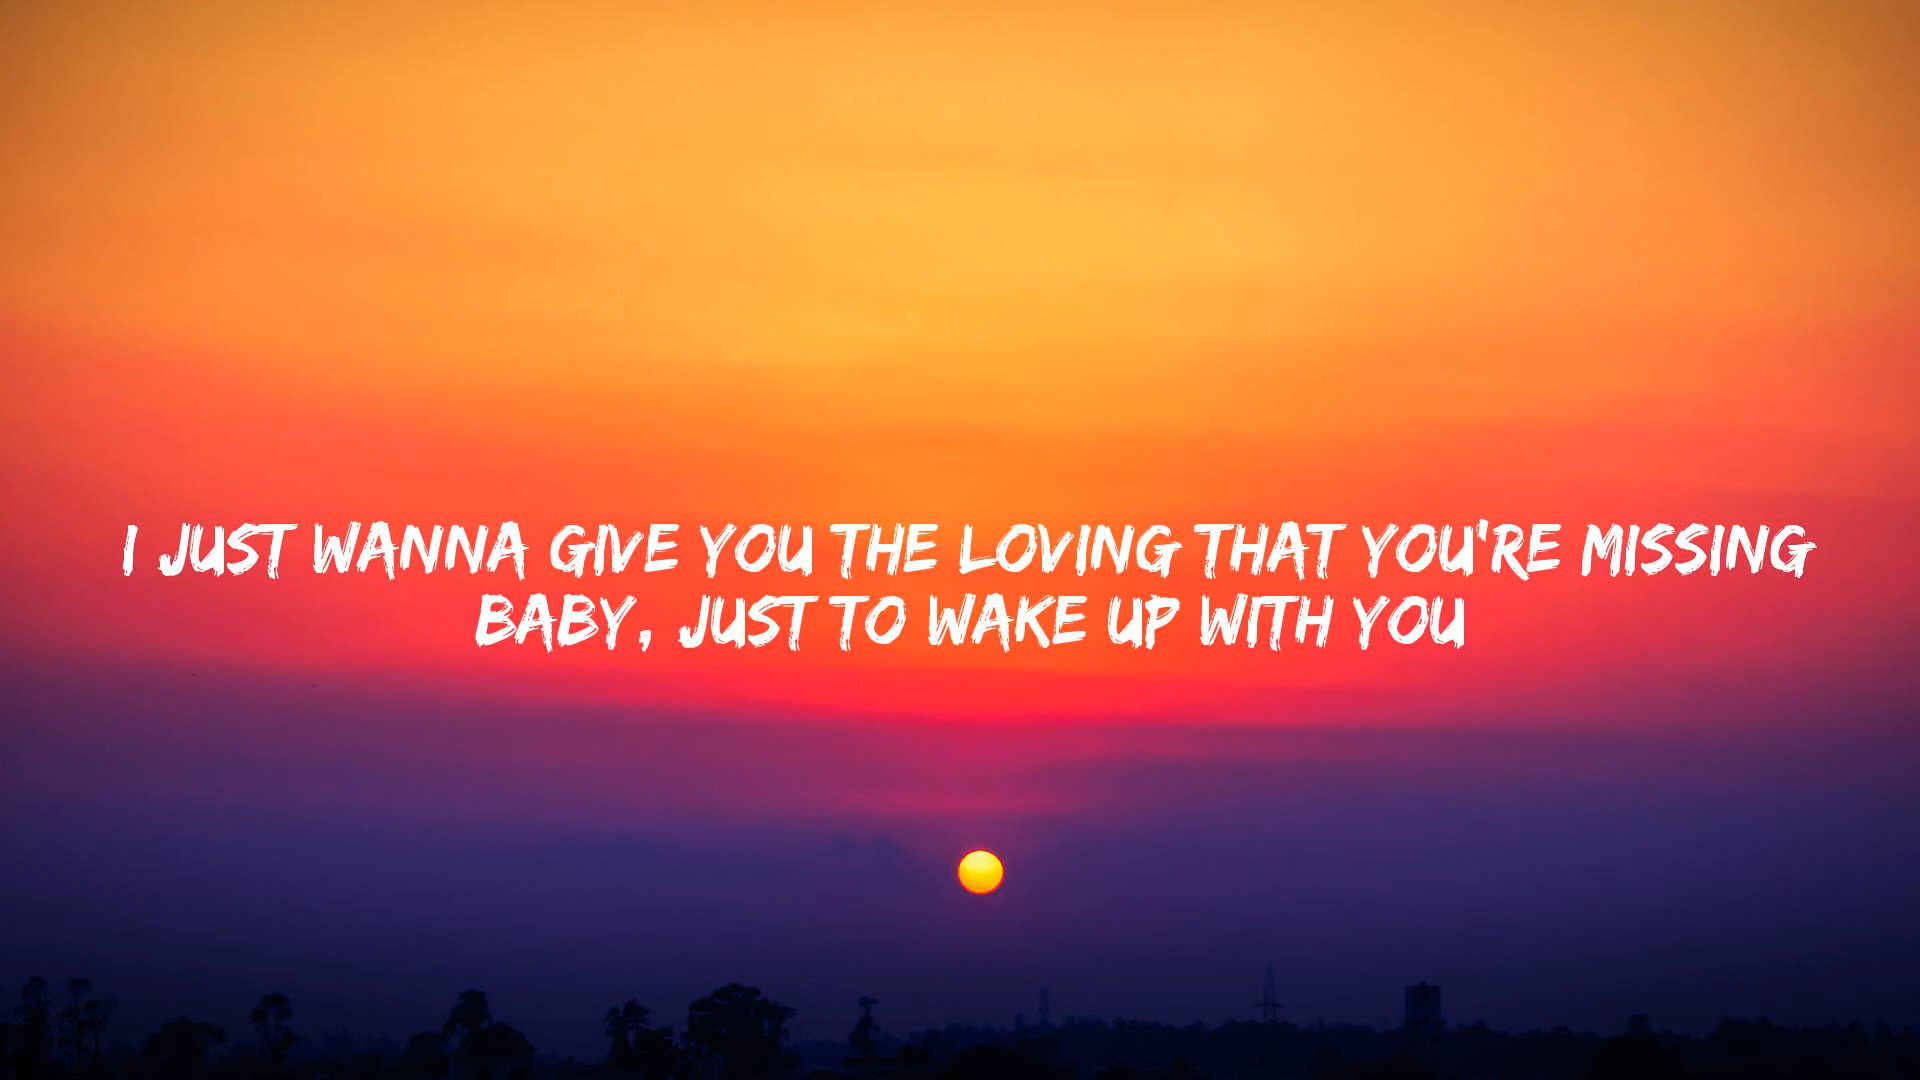 I JUST WANNA GIVE YOU THE LOVING THAT YOU'RE MISSING
BABY, JUST TO WAKE UP WITH YOU